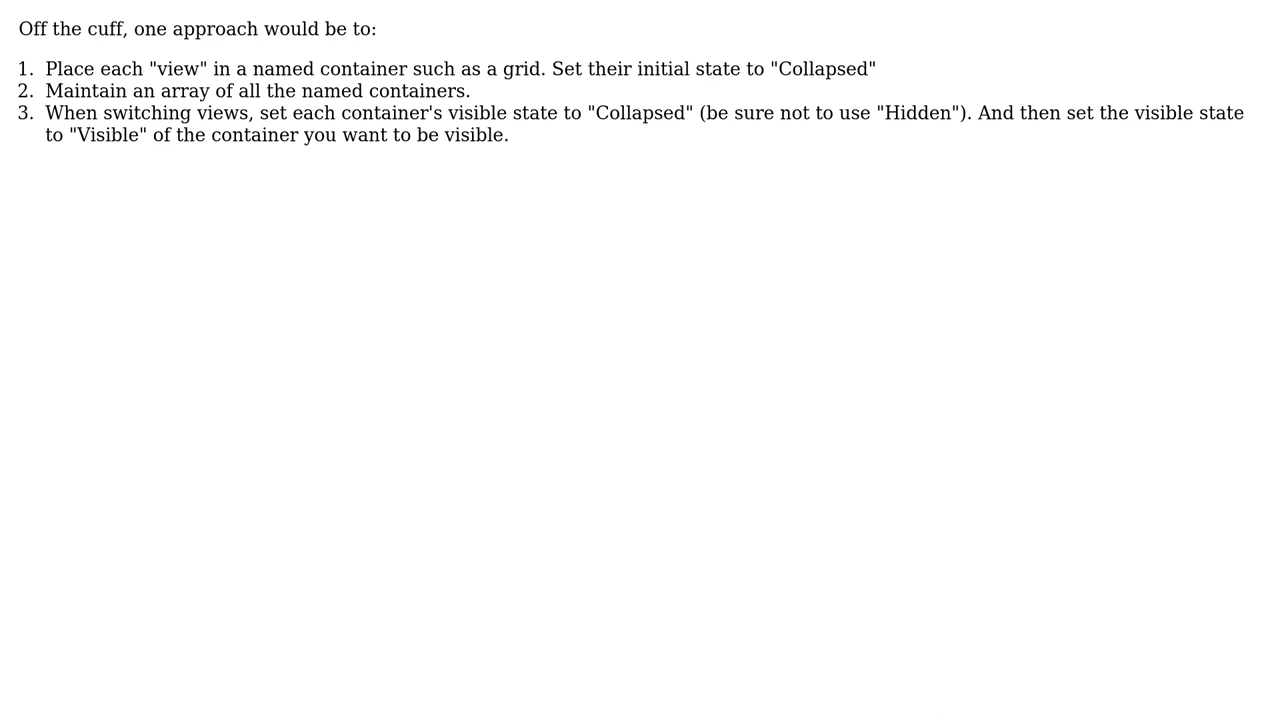 Off the cuff, one approach would be to:
1. Place each "view" in a named container such as a grid. Set their initial state to "Collapsed"
2. Maintain an array of all the named containers.
3. When switching views, set each container's visible state to "Collapsed" (be sure not to use "Hidden"). And then set the visible state
to "Visible" of the container you want to be visible.